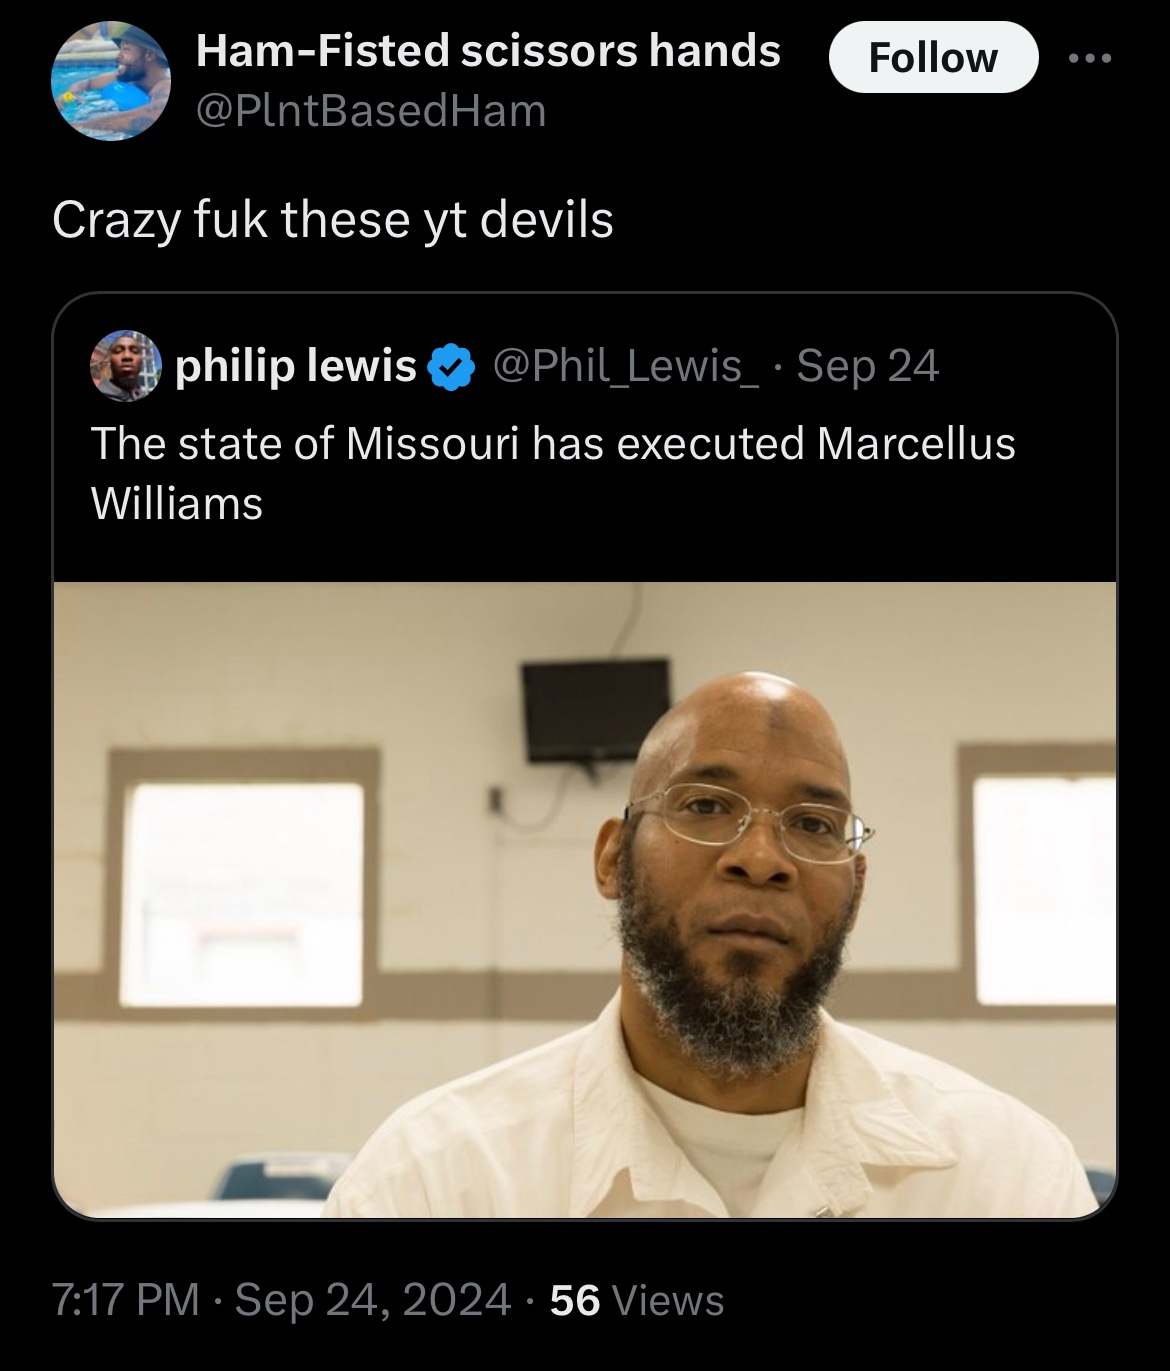 Ham-Fisted scissors hands
Follow
@PlntBasedHam
Crazy fuk these yt devils
philip lewis @Phil_Lewis_ · Sep 24
The state of Missouri has executed Marcellus
Williams
7:17 PM · Sep 24, 2024 · 56 Views